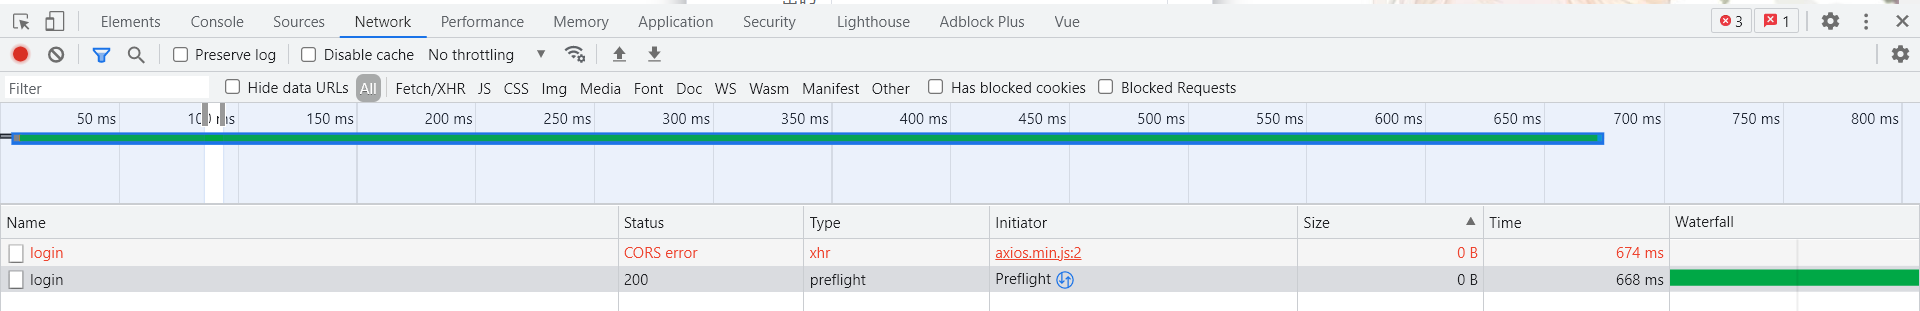 Elements Console Sources Network Performance Memory Application Security Lighthouse Adblock Plus Vue 3 1
Preserve log Disable cache No throttling
Filter Hide data URLs All Fetch/XHR JS CSS Img Media Font Doc WS Wasm Manifest Other Has blocked cookies Blocked Requests
50 ms 100 ms 150 ms 200 ms 250 ms 300 ms 350 ms 400 ms 450 ms 500 ms 550 ms 600 ms 650 ms 700 ms 750 ms 800 ms
Name Status Type Initiator Size Time Waterfall
login CORS error xhr axios.min.js:2 0 B 674 ms
login 200 preflight Preflight 0 B 668 ms